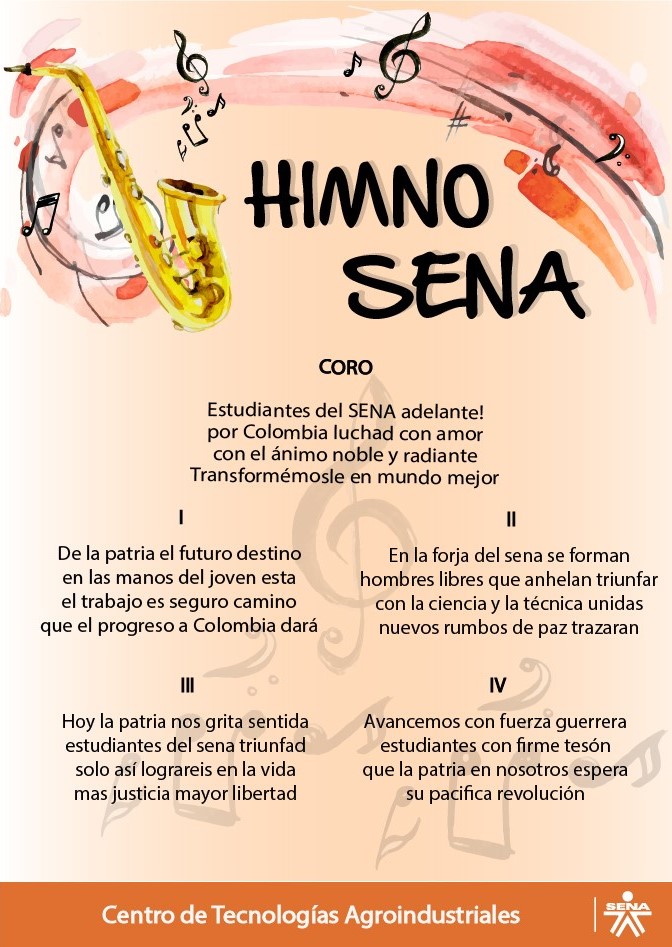 HIMNO
SENA
CORO
Estudiantes del SENA adelante!
por Colombia luchad con amor
con el ánimo noble y radiante
Transformémosle en mundo mejor
I
De la patria el futuro destino
en las manos del joven esta
el trabajo es seguro camino
que el progreso a Colombia dará
II
En la forja del sena se forman
hombres libres que anhelan triunfar
con la ciencia y la técnica unidas
nuevos rumbos de paz trazaran
III
Hoy la patria nos grita sentida
estudiantes del sena triunfad
solo así lograreis en la vida
mas justicia mayor libertad
IV
Avancemos con fuerza guerrera
estudiantes con firme tesón
que la patria en nosotros espera
su pacifica revolución
Centro de Tecnologías Agroindustriales
SENA